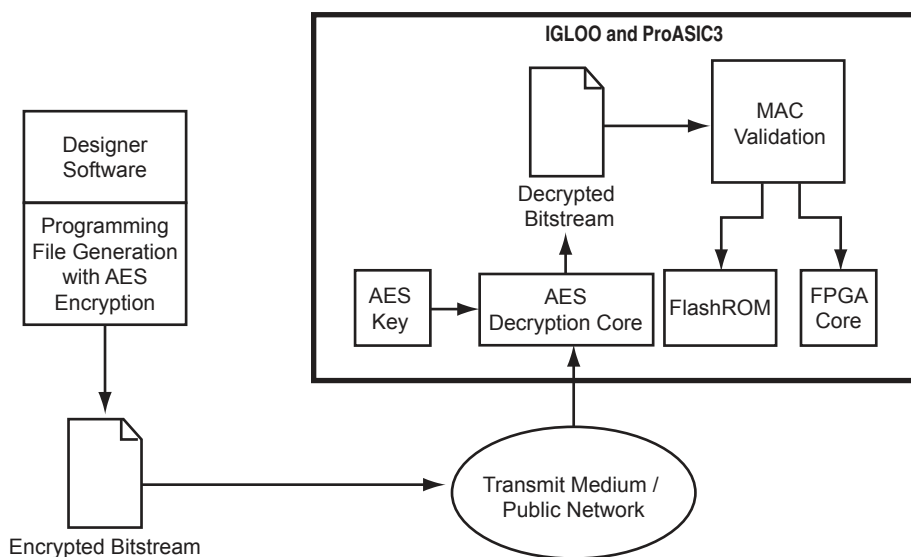 IGLOO and ProASIC3
Designer
Software
Programming
File Generation
with AES
Encryption
Encrypted Bitstream
Transmit Medium /
Public Network
AES
Key
AES
Decryption Core
Decrypted
Bitstream
MAC
Validation
FlashROM
FPGA
Core